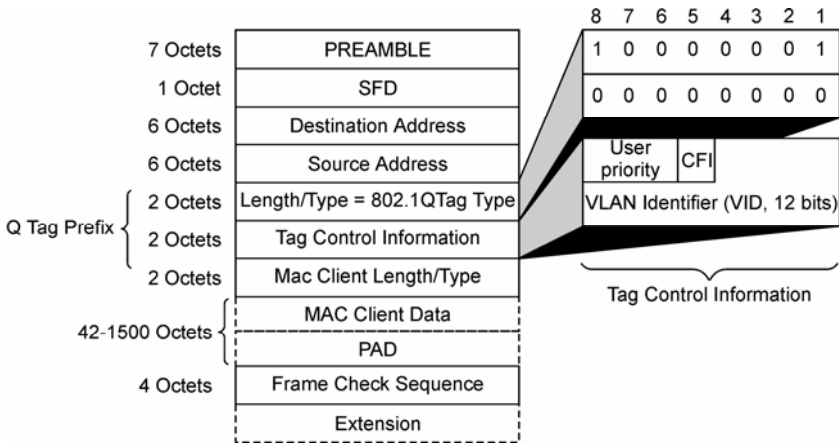 8 7 6 5 4 3 2 1
7 Octets PREAMBLE 1 0 0 0 0 0 0 1
1 Octet SFD 0 0 0 0 0 0 0 0
6 Octets Destination Address
6 Octets Source Address
User priority CFI
Q Tag Prefix
2 Octets Length/Type = 802.1QTag Type
VLAN Identifier (VID, 12 bits)
2 Octets Tag Control Information
2 Octets Mac Client Length/Type
Tag Control Information
42-1500 Octets
MAC Client Data
PAD
4 Octets Frame Check Sequence
Extension